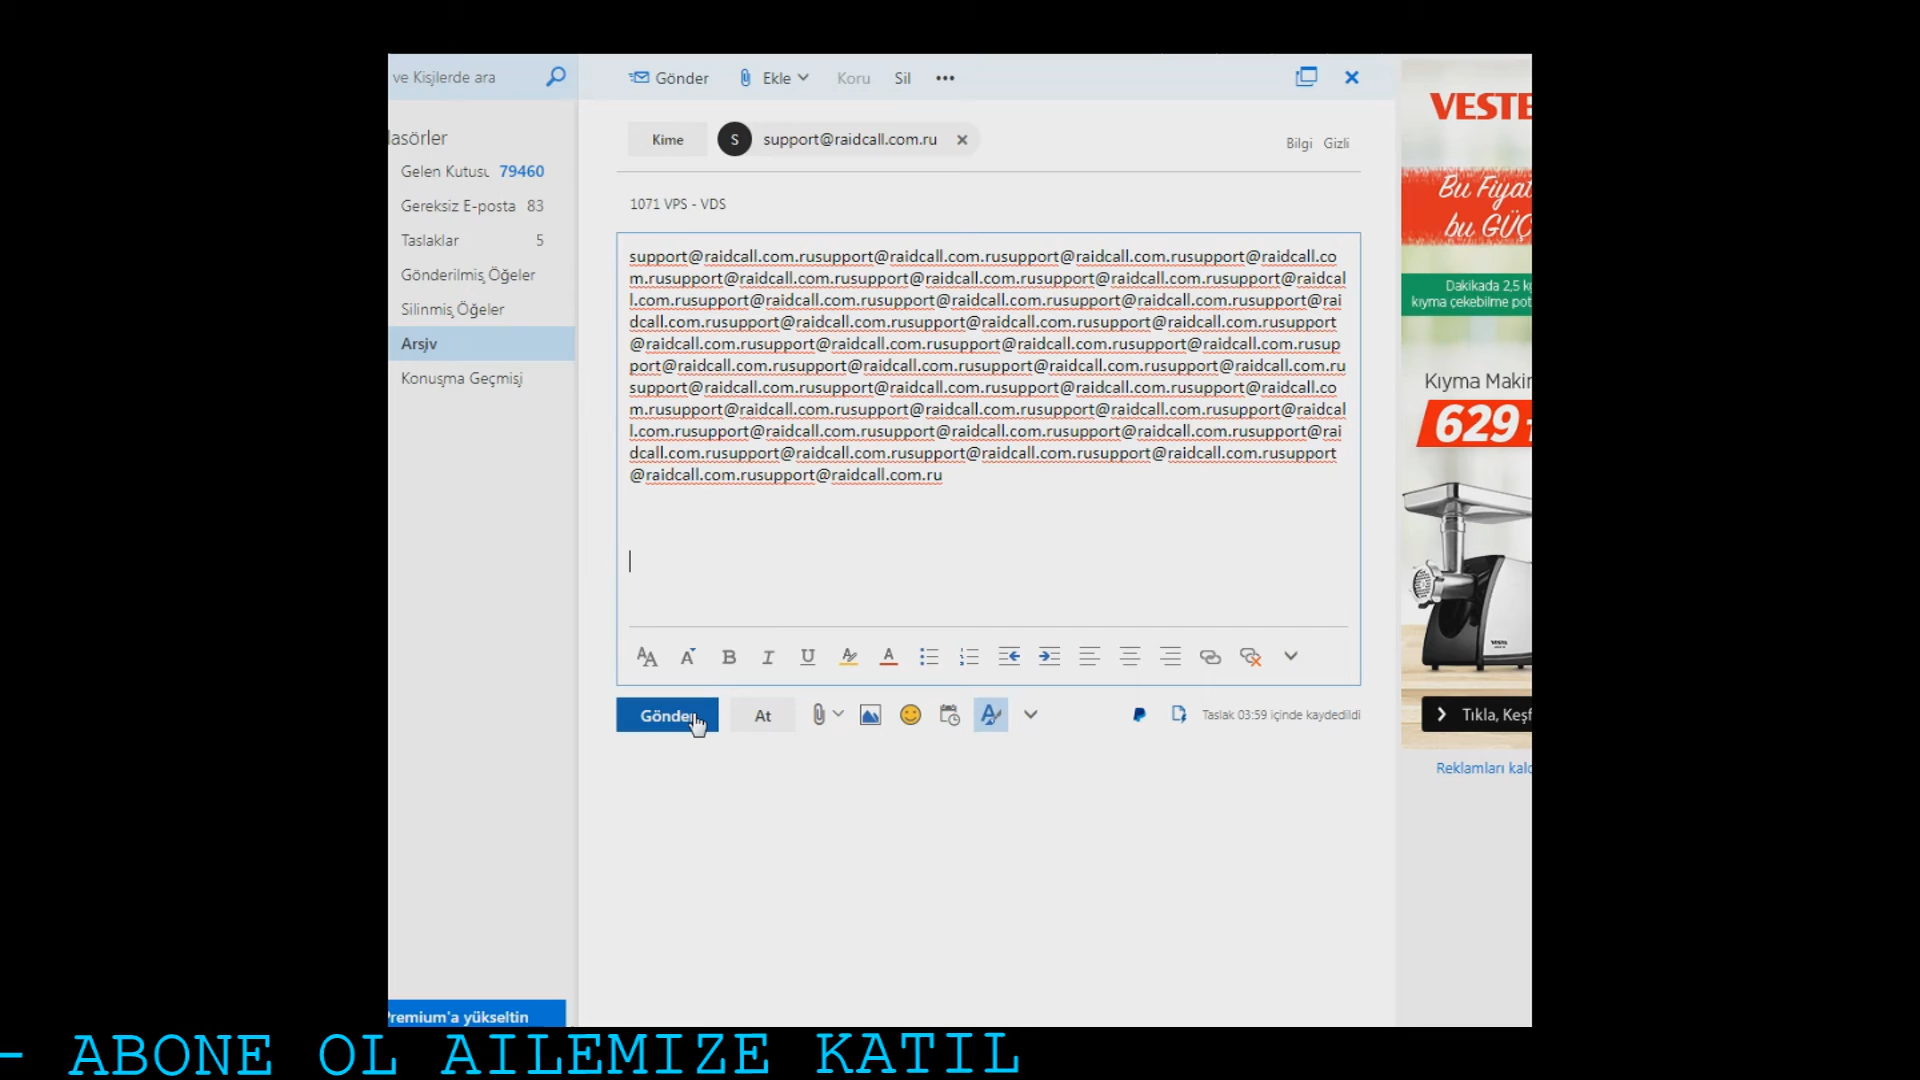 ve Kişilerde ara
Gönder Ekle Koru Sil
Kime S support@raidcall.com.ru
Bilgi Gizli
1071 VPS - VDS
lasörler
Gelen Kutusu 79460
Gereksiz E-posta 83
Taslaklar 5
Gönderilmiş Öğeler
Silinmiş Öğeler
Arşiv
Konuşma Geçmişi
support@raidcall.com.rusupport@raidcall.com.rusupport@raidcall.com.rusupport@raidcall.co
m.rusupport@raidcall.com.rusupport@raidcall.com.rusupport@raidcall.com.rusupport@raidcal
l.com.rusupport@raidcall.com.rusupport@raidcall.com.rusupport@raidcall.com.rusupport@rai
dcall.com.rusupport@raidcall.com.rusupport@raidcall.com.rusupport@raidcall.com.rusupport
@raidcall.com.rusupport@raidcall.com.rusupport@raidcall.com.rusupport@raidcall.com.rusup
port@raidcall.com.rusupport@raidcall.com.rusupport@raidcall.com.rusupport@raidcall.com.ru
support@raidcall.com.rusupport@raidcall.com.rusupport@raidcall.com.rusupport@raidcall.co
m.rusupport@raidcall.com.rusupport@raidcall.com.rusupport@raidcall.com.rusupport@raidcal
l.com.rusupport@raidcall.com.rusupport@raidcall.com.rusupport@raidcall.com.rusupport@rai
dcall.com.rusupport@raidcall.com.rusupport@raidcall.com.rusupport@raidcall.com.rusupport
@raidcall.com.rusupport@raidcall.com.ru
Gönder At
Taslak 03:59 içinde kaydedildi
VESTE
Bu Fiyat
bu GÜÇ
Dakikada 2,5 k
kıyma çekebilme pot
Kıyma Makin
629
Tıkla, Keşf
Reklamları kald
Premium'a yükseltin
- ABONE OL AILEMIZE KATIL